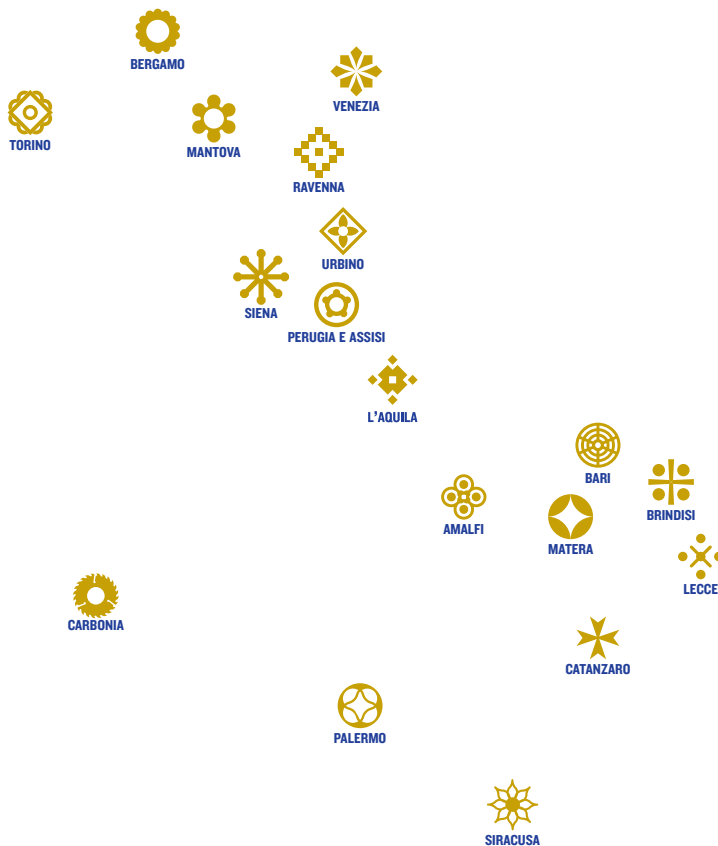 BERGAMO
VENEZIA
TORINO
MANTOVA
RAVENNA
URBINO
SIENA
PERUGIA E ASSISI
L'AQUILA
BARI
BRINDISI
AMALFI
MATERA
LECCE
CARBONIA
CATANZARO
PALERMO
SIRACUSA